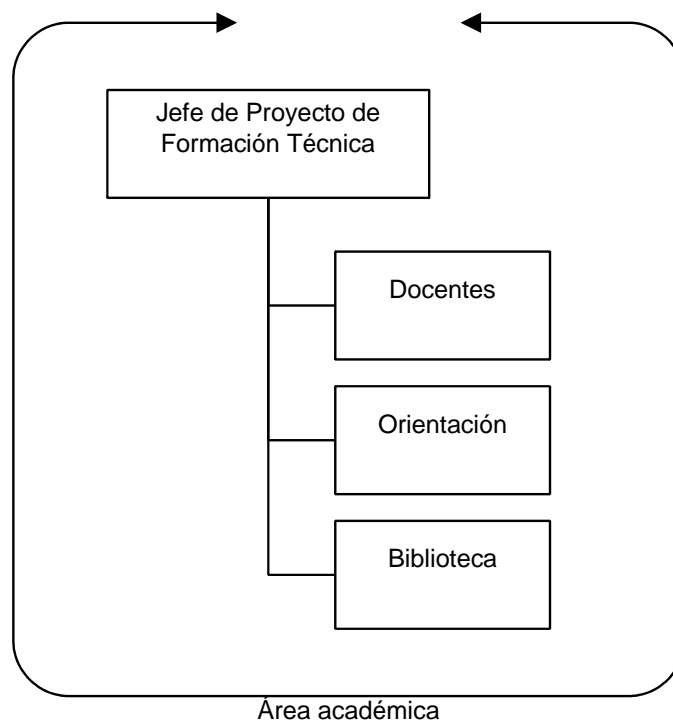 Jefe de Proyecto de
Formación Técnica
Docentes
Orientación
Biblioteca
Área académica